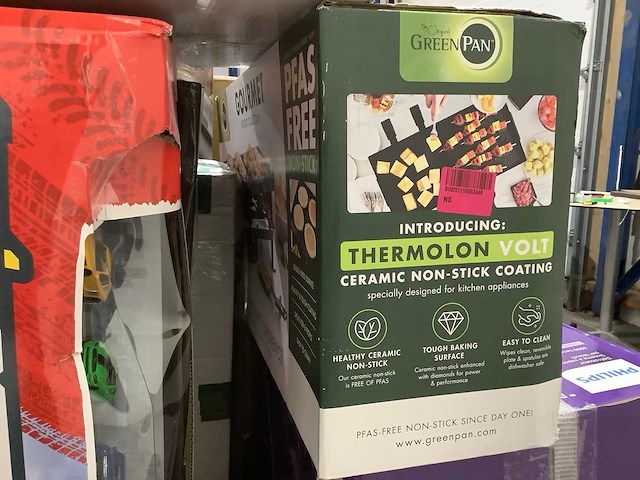 The Original
GREENPAN
GOURMET
PFAS
FREE
NON-STICK
NS
INTRODUCING:
THERMOLON VOLT
CERAMIC NON-STICK COATING
specially designed for kitchen appliances
HEALTHY CERAMIC
NON-STICK
Our ceramic non-stick
is FREE OF PFAS
TOUGH BAKING
SURFACE
Ceramic non-stick enhanced
with diamonds for power
& performance
EASY TO CLEAN
Wipes clean, reversible
plate & spatulas are
dishwasher safe
PFAS-FREE NON-STICK SINCE DAY ONE!
www.greenpan.com
PHILIPS